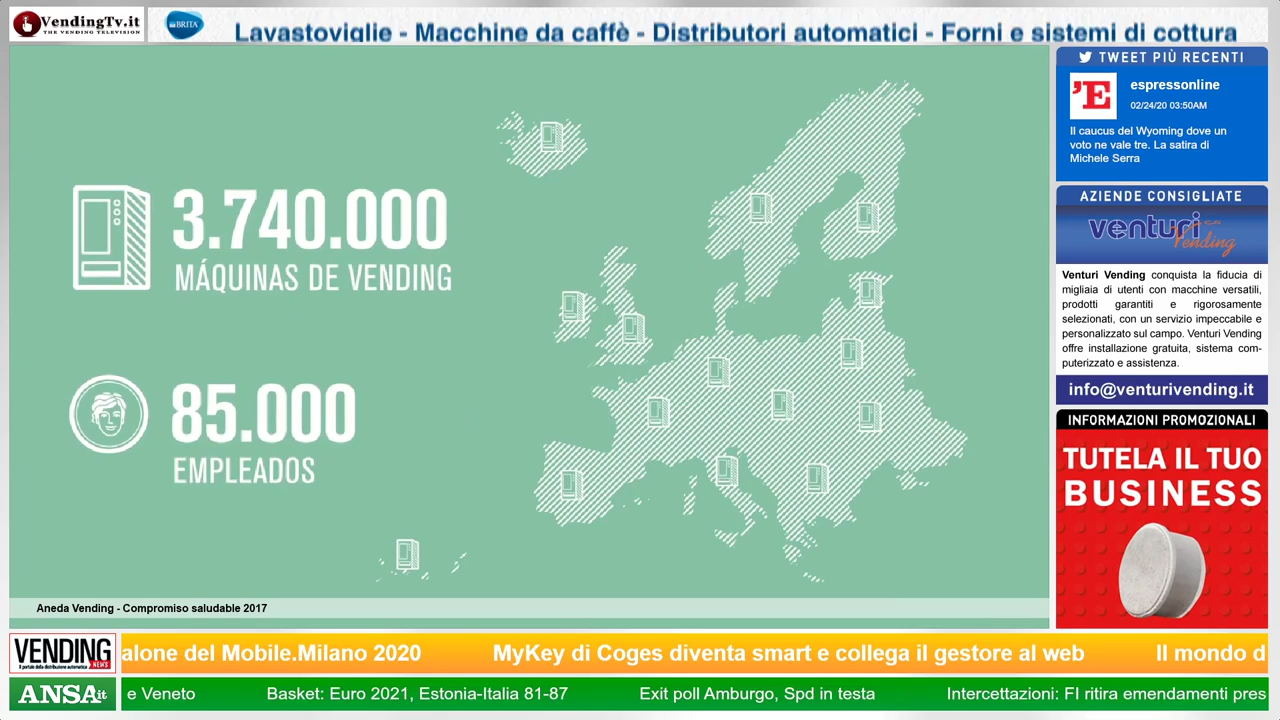 VendingTv.it
THE VENDING TELEVISION
BRITA
Lavastoviglie - Macchine da caffè - Distributori automatici - Forni e sistemi di cottura
3.740.000
MÁQUINAS DE VENDING
85.000
EMPLEADOS
Aneda Vending - Compromiso saludable 2017
TWEET PIÙ RECENTI
'E
espressonline
02/24/20 03:50AM
Il caucus del Wyoming dove un
voto ne vale tre. La satira di
Michele Serra
AZIENDE CONSIGLIATE
venturi
Vending
Venturi Vending conquista la fiducia di
migliaia di utenti con macchine versatili,
prodotti garantiti e rigorosamente
selezionati, con un servizio impeccabile e
personalizzato sul campo. Venturi Vending
offre installazione gratuita, sistema com-
puterizzato e assistenza.
info@venturivending.it
INFORMAZIONI PROMOZIONALI
TUTELA IL TUO
BUSINESS
VENDING
NEWS
Il portale della distribuzione automatica
alone del Mobile.Milano 2020 MyKey di Coges diventa smart e collega il gestore al web Il mondo d
ANSA.it
e Veneto Basket: Euro 2021, Estonia-Italia 81-87 Exit poll Amburgo, Spd in testa Intercettazioni: FI ritira emendamenti pres